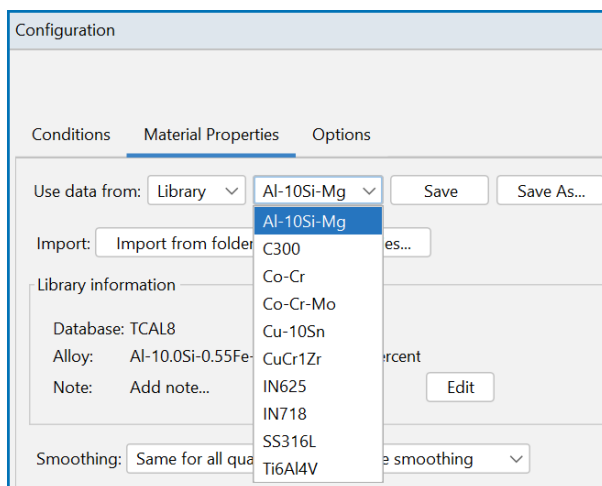 Configuration
Conditions Material Properties Options
Use data from: Library Al-10Si-Mg Save Save As...
Al-10Si-Mg
Import: Import from folder es...
C300
Library information
Co-Cr
Co-Cr-Mo
Database: TCAL8
Cu-10Sn
Alloy: Al-10.0Si-0.55Fe- rcent
CuCr1Zr
Note: Add note... Edit
IN625
IN718
SS316L
Smoothing: Same for all qua e smoothing
Ti6Al4V